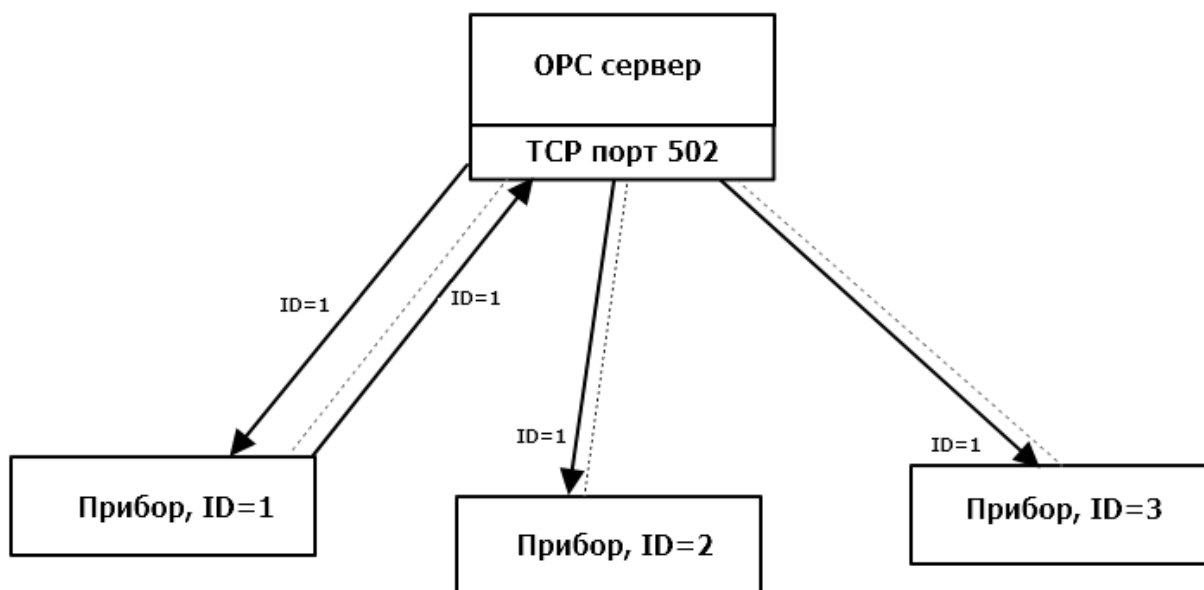 OPC сервер
TCP порт 502
ID=1
ID=1
ID=1
ID=1
Прибор, ID=1
Прибор, ID=2
Прибор, ID=3